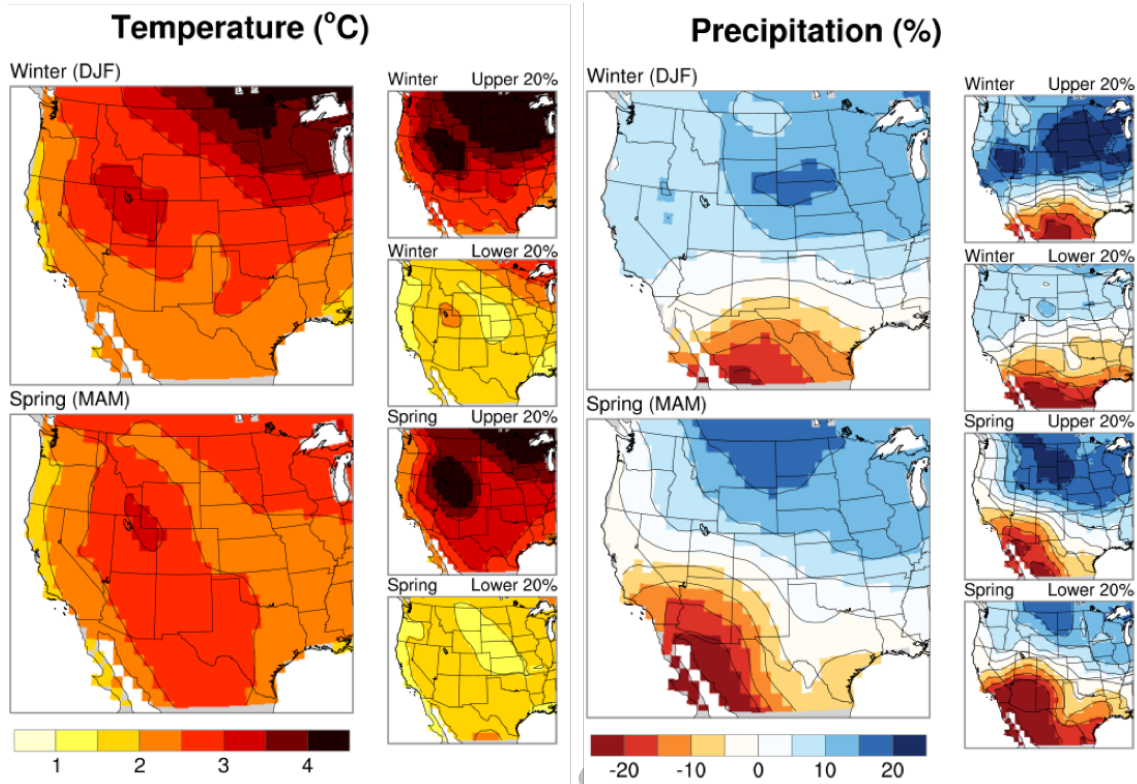 Temperature (°C)
Winter (DJF)
Winter Upper 20%
Winter Lower 20%
Spring (MAM)
Spring Upper 20%
Spring Lower 20%
1 2 3 4
Precipitation (%)
Winter (DJF)
Winter Upper 20%
Winter Lower 20%
Spring (MAM)
Spring Upper 20%
Spring Lower 20%
-20 -10 0 10 20